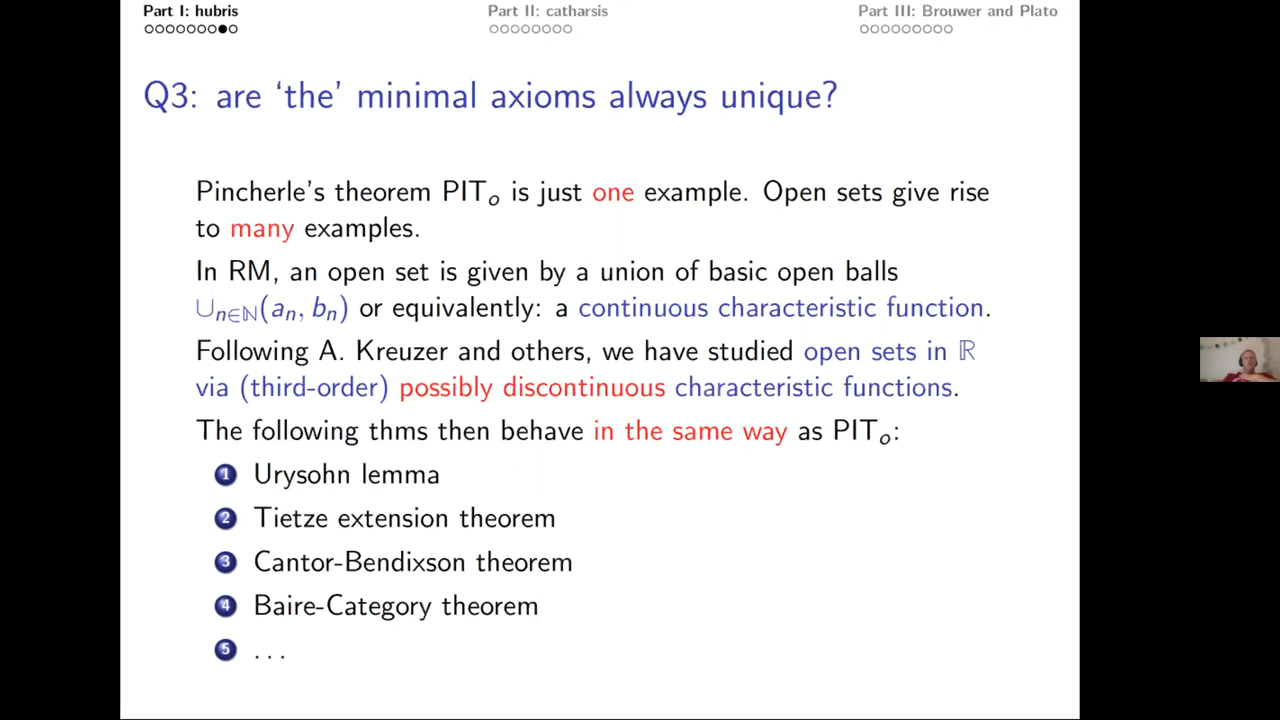 Part I: hubris
Part II: catharsis
Part III: Brouwer and Plato
Q3: are ‘the’ minimal axioms always unique?
Pincherle’s theorem PITₒ is just one example. Open sets give rise
to many examples.
In RM, an open set is given by a union of basic open balls
∪n∈ℕ(aₙ, bₙ) or equivalently: a continuous characteristic function.
Following A. Kreuzer and others, we have studied open sets in ℝ
via (third-order) possibly discontinuous characteristic functions.
The following thms then behave in the same way as PITₒ:
1 Urysohn lemma
2 Tietze extension theorem
3 Cantor-Bendixson theorem
4 Baire-Category theorem
5 . . .